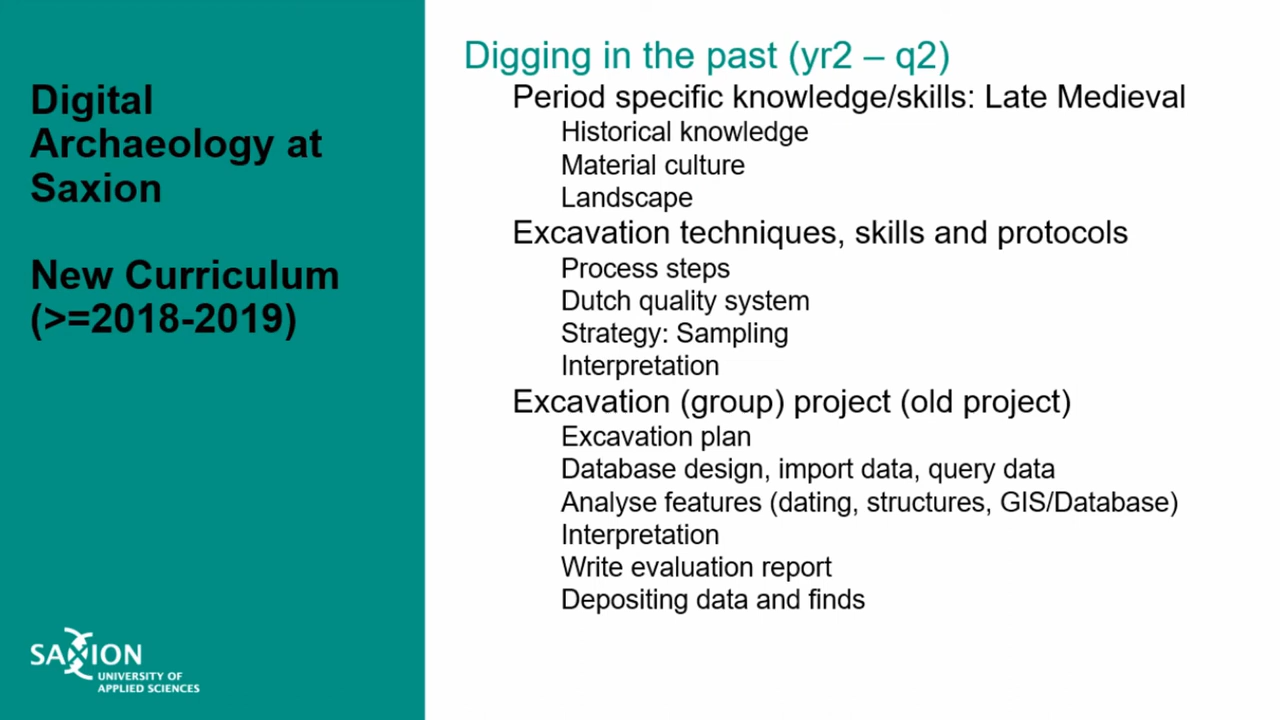 Digital
Archaeology at
Saxion
New Curriculum
(>=2018-2019)
SAXION
UNIVERSITY OF
APPLIED SCIENCES
Digging in the past (yr2 – q2)
Period specific knowledge/skills: Late Medieval
Historical knowledge
Material culture
Landscape
Excavation techniques, skills and protocols
Process steps
Dutch quality system
Strategy: Sampling
Interpretation
Excavation (group) project (old project)
Excavation plan
Database design, import data, query data
Analyse features (dating, structures, GIS/Database)
Interpretation
Write evaluation report
Depositing data and finds